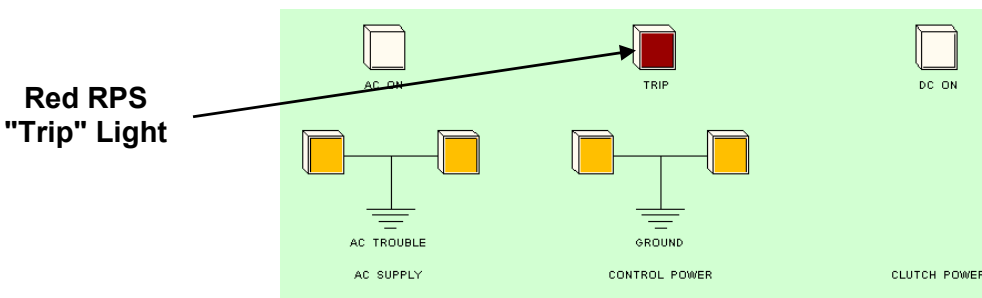 Red RPS
"Trip" Light
AC ON
TRIP
DC ON
AC TROUBLE
GROUND
AC SUPPLY
CONTROL POWER
CLUTCH POWER